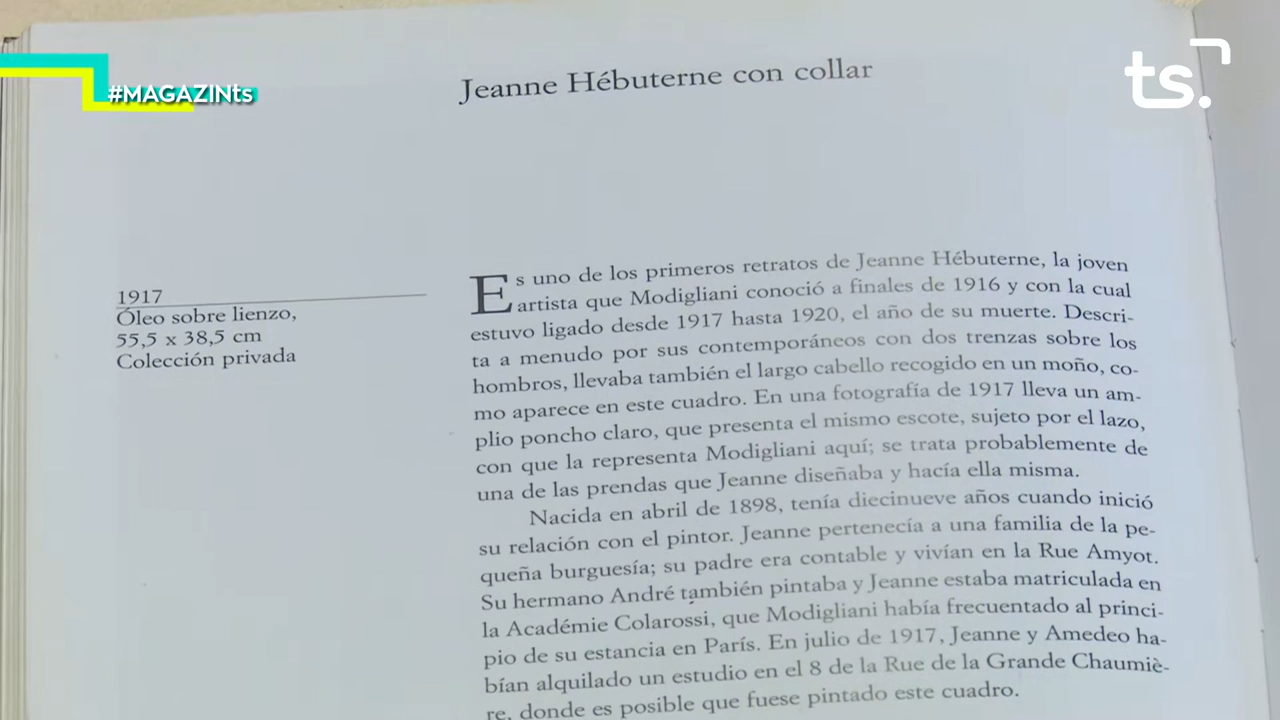 #MAGAZINts
ts.
Jeanne Hébuterne con collar
1917
Óleo sobre lienzo,
55,5 x 38,5 cm
Colección privada
Es uno de los primeros retratos de Jeanne Hébuterne, la joven
artista que Modigliani conoció a finales de 1916 y con la cual
estuvo ligado desde 1917 hasta 1920, el año de su muerte. Descri-
ta a menudo por sus contemporáneos con dos trenzas sobre los
hombros, llevaba también el largo cabello recogido en un moño, co-
mo aparece en este cuadro. En una fotografía de 1917 lleva un am-
plio poncho claro, que presenta el mismo escote, sujeto por el lazo,
con que la representa Modigliani aquí; se trata probablemente de
una de las prendas que Jeanne diseñaba y hacía ella misma.
Nacida en abril de 1898, tenía diecinueve años cuando inició
su relación con el pintor. Jeanne pertenecía a una familia de la pe-
queña burguesía; su padre era contable y vivían en la Rue Amyot.
Su hermano André también pintaba y Jeanne estaba matriculada en
la Académie Colarossi, que Modigliani había frecuentado al princi-
pio de su estancia en París. En julio de 1917, Jeanne y Amedeo ha-
bían alquilado un estudio en el 8 de la Rue de la Grande Chaumiè-
re, donde es posible que fuese pintado este cuadro.